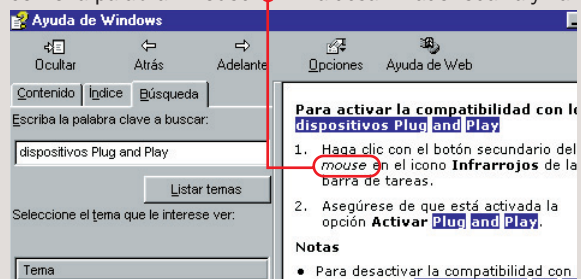 Ayuda de Windows
Ocultar Atrás Adelante Opciones Ayuda de Web
Contenido Índice Búsqueda
Escriba la palabra clave a buscar:
dispositivos Plug and Play
Listar temas
Seleccione el tema que le interese ver:
Tema
Para activar la compatibilidad con
dispositivos Plug and Play
1. Haga clic con el botón secundario del
mouse en el icono Infrarrojos de la
barra de tareas.
2. Asegúrese de que está activada la
opción Activar Plug and Play.
Notas
• Para desactivar la compatibilidad con